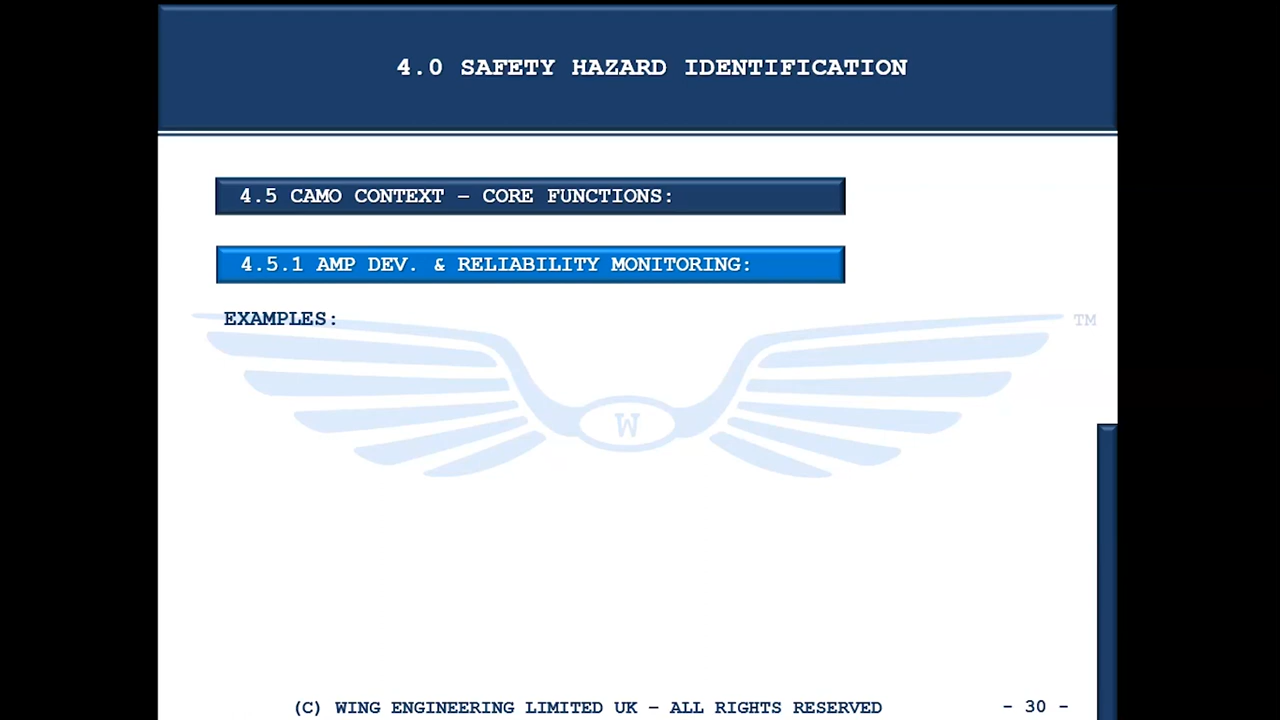 4.0 SAFETY HAZARD IDENTIFICATION
4.5 CAMO CONTEXT – CORE FUNCTIONS:
4.5.1 AMP DEV. & RELIABILITY MONITORING:
EXAMPLES:
TM
W
(C) WING ENGINEERING LIMITED UK – ALL RIGHTS RESERVED
- 30 -